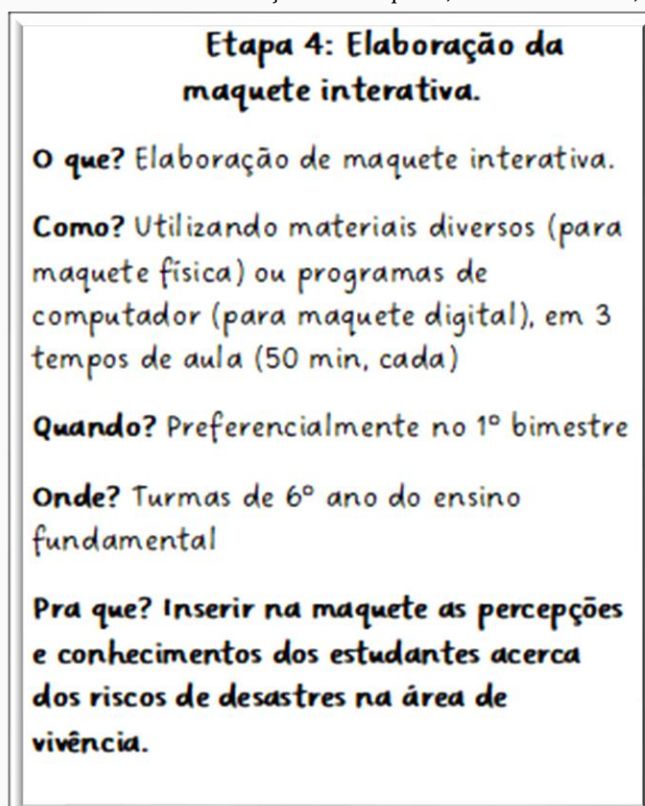 Etapa 4: Elaboração da
maquete interativa.
O que? Elaboração de maquete interativa.
Como? Utilizando materiais diversos (para
maquete física) ou programas de
computador (para maquete digital), em 3
tempos de aula (50 min, cada)
Quando? Preferencialmente no 1º bimestre
Onde? Turmas de 6º ano do ensino
fundamental
Pra que? Inserir na maquete as percepções
e conhecimentos dos estudantes acerca
dos riscos de desastres na área de
vivência.